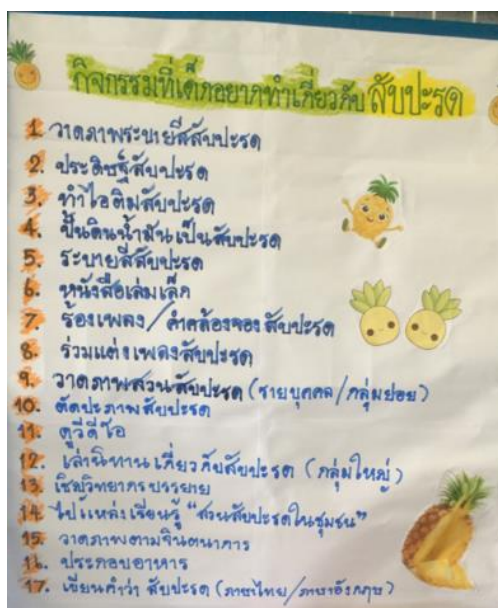 กิจกรรมที่เด็กอยากทำเกี่ยวกับสับปะรด
1. วาดภาพระบายสีสับปะรด
2. ประดิษฐ์สับปะรด
3. ทำไอติมสับปะรด
4. ปั้นดินน้ำมันเป็นสับปะรด
5. ระบายสีสับปะรด
6. หนังสือเล่มเล็ก
7. ร้องเพลง/คำคล้องจองสับปะรด
8. ร่วมแต่งเพลงสับปะรด
9. วาดภาพสวนสับปะรด (รายบุคคล/กลุ่มย่อย)
10. ตัดปะภาพสับปะรด
11. ดูวีดีโอ
12. เล่านิทานเกี่ยวกับสับปะรด (กลุ่มใหญ่)
13. เชิญวิทยากรบรรยาย
14. ไปแหล่งเรียนรู้ "สวนสับปะรดในชุมชน"
15. วาดภาพตามจินตนาการ
16. ประกอบอาหาร
17. เขียนคำว่า สับปะรด (ภาษาไทย/ภาษาอังกฤษ)